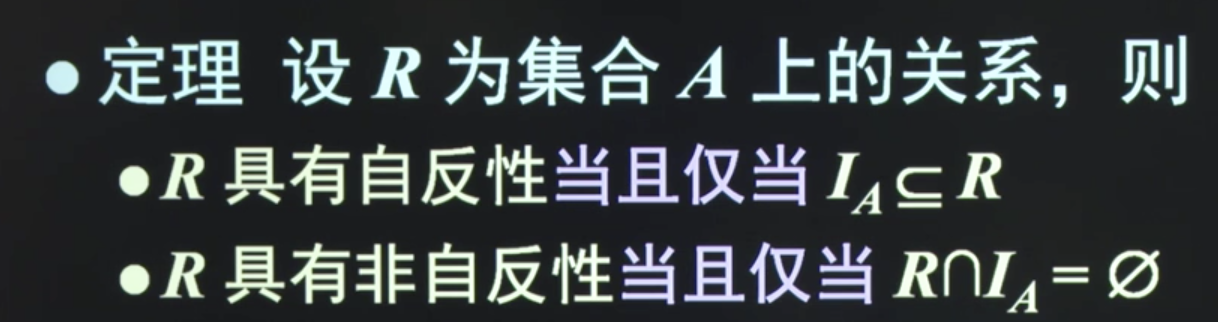 ● 定理 设 R 为集合 A 上的关系，则
● R 具有自反性当且仅当 I_A ⊆ R
● R 具有非自反性当且仅当 R∩I_A = ∅